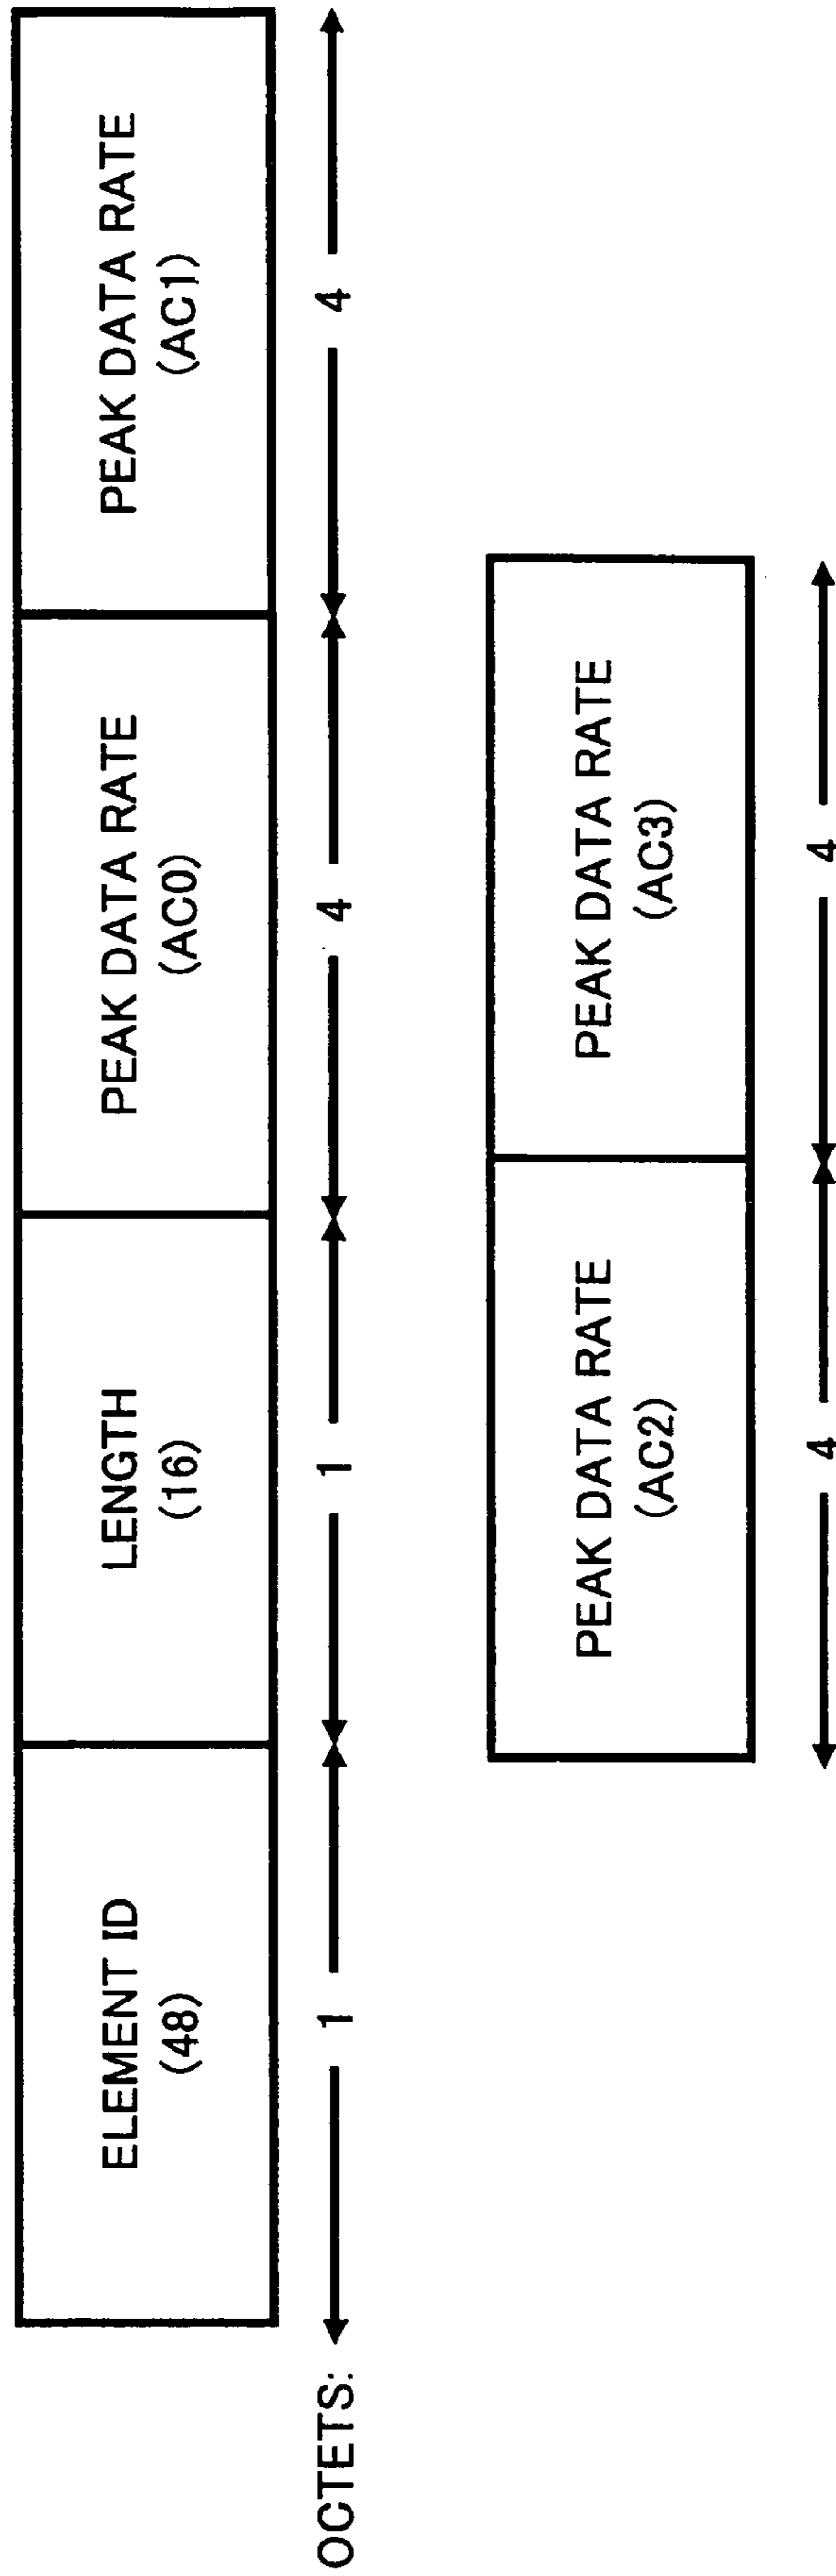 ELEMENT ID
(48)
LENGTH
(16)
PEAK DATA RATE
(AC0)
PEAK DATA RATE
(AC1)
OCTETS:
1
1
4
4
PEAK DATA RATE
(AC2)
PEAK DATA RATE
(AC3)
4
4